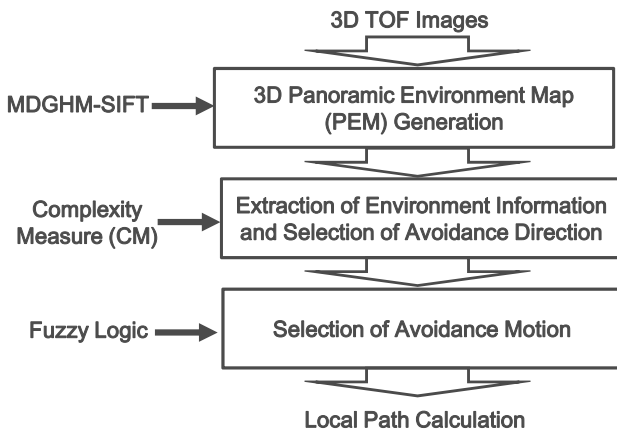 3D TOF Images
MDGHM-SIFT
3D Panoramic Environment Map
(PEM) Generation
Complexity
Measure (CM)
Extraction of Environment Information
and Selection of Avoidance Direction
Fuzzy Logic
Selection of Avoidance Motion
Local Path Calculation